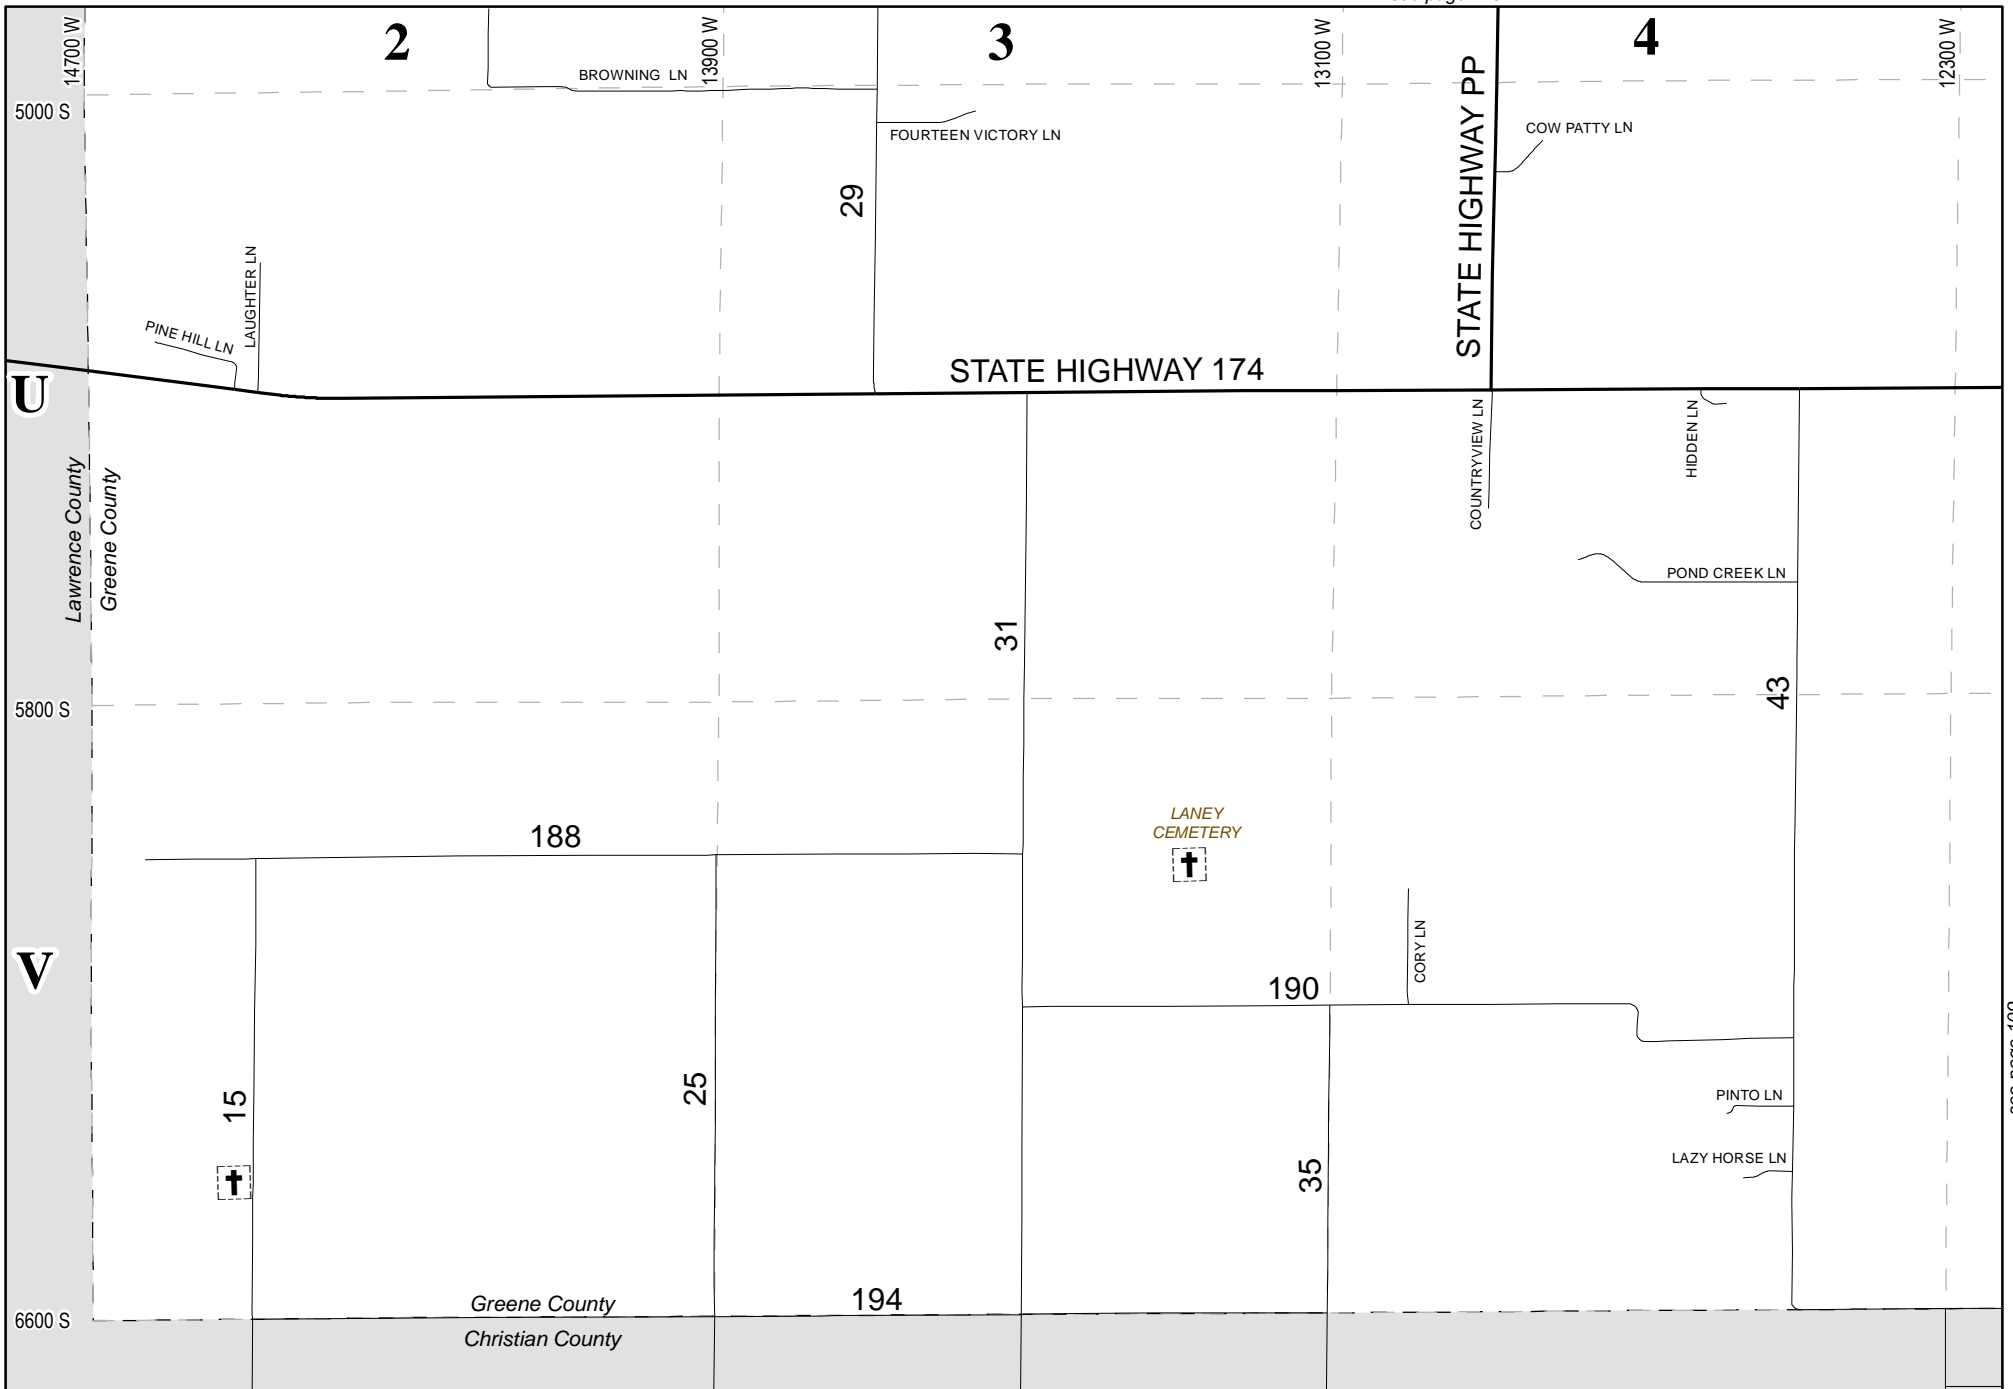 2
3
4
14700 W
13900 W
13100 W
12300 W
BROWNING LN
5000 S
FOURTEEN VICTORY LN
COW PATTY LN
STATE HIGHWAY PP
29
LAUGHTER LN
PINE HILL LN
STATE HIGHWAY 174
U
COUNTRYVIEW LN
HIDDEN LN
Lawrence County
Greene County
POND CREEK LN
31
43
5800 S
LANEY
CEMETERY
188
CORY LN
V
190
15
25
35
PINTO LN
LAZY HORSE LN
194
Greene County
Christian County
6600 S